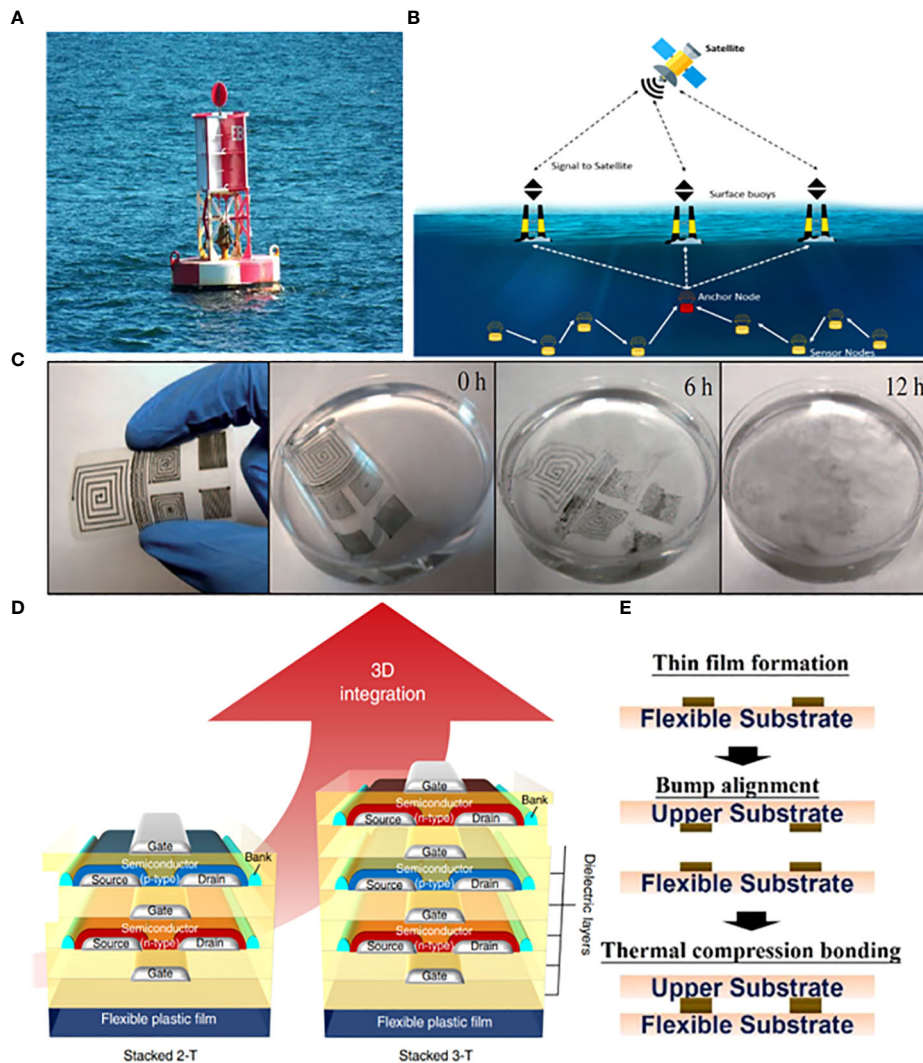 A
EB
B
Satellite
Signal to Satellite
Surface buoys
Anchor Node
Sensor Nodes
C
0 h
6 h
12 h
D
3D
integration
Gate
Semiconductor
(p-type)
Source
Drain
Bank
Gate
Semiconductor
(n-type)
Source
Drain
Gate
Flexible plastic film
Stacked 2-T
Gate
Semiconductor
(n-type)
Source
Drain
Bank
Gate
Semiconductor
(p-type)
Source
Drain
Gate
Semiconductor
(n-type)
Source
Drain
Gate
Dielectric layers
Flexible plastic film
Stacked 3-T
E
Thin film formation
Flexible Substrate
Bump alignment
Upper Substrate
Flexible Substrate
Thermal compression bonding
Upper Substrate
Flexible Substrate